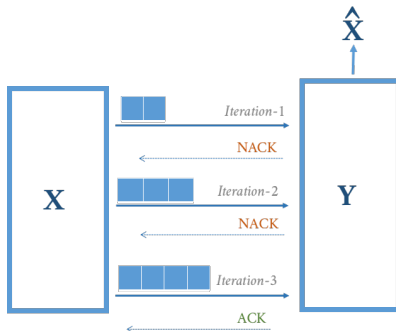 X̂
Iteration-1
NACK
X
Iteration-2
Y
NACK
Iteration-3
ACK